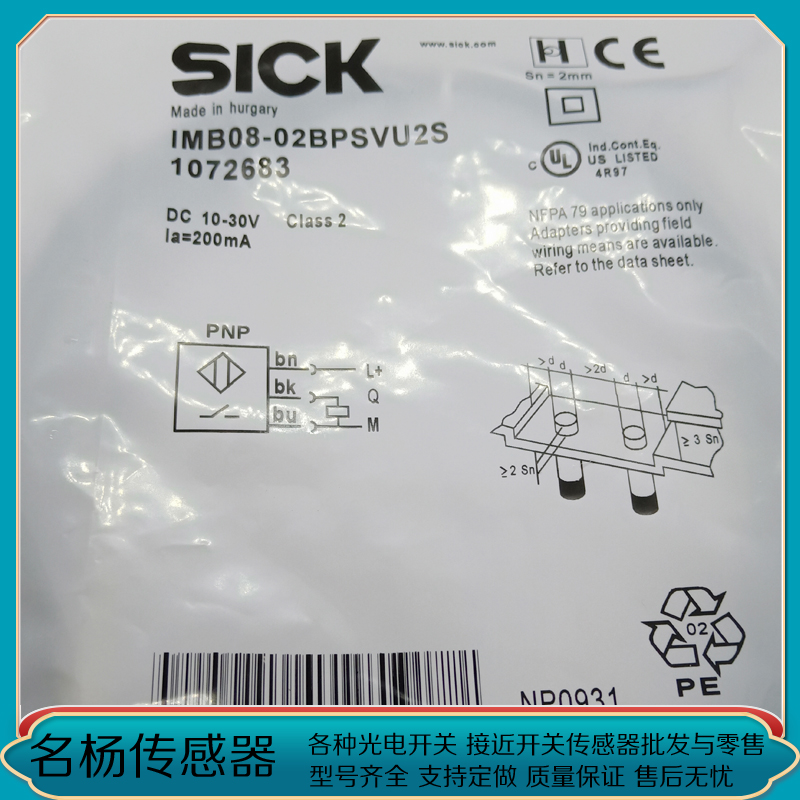 SICK
www.sick.com
H CE
Sn = 2mm
Made in hurgary
IMB08-02BPSVU2S
1072683
C UL US LISTED
Ind.Cont.Eq.
4R97
DC 10-30V Class 2
Ia=200mA
NFPA 79 applications only
Adapters providing field
wiring means are available.
Refer to the data sheet.
PNP
bn L+
bk Q
bu M
>d d >2d d >d
≥ 3 Sn
≥2 Sn
02
PE
NP0931
名杨传感器
各种光电开关 接近开关传感器批发与零售
型号齐全 支持定做 质量保证 售后无忧